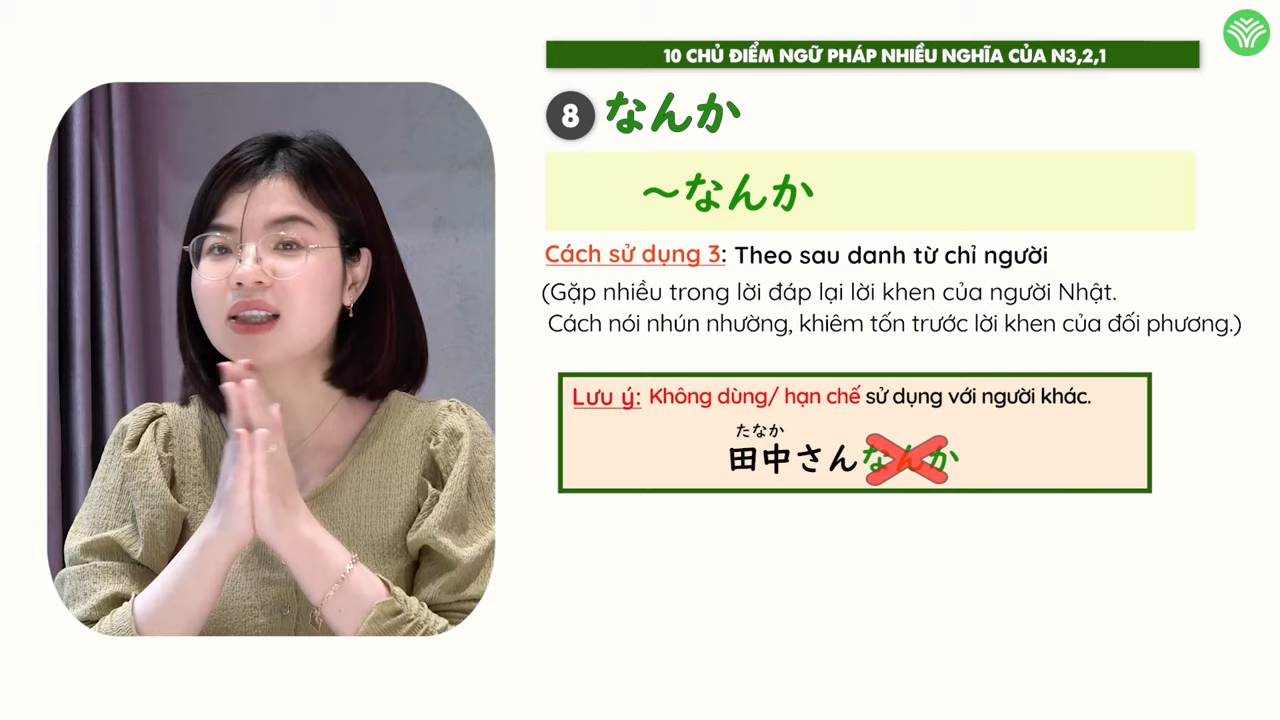 10 CHỦ ĐIỂM NGỮ PHÁP NHIỀU NGHĨA CỦA N3,2,1
8 なんか
～なんか
Cách sử dụng 3: Theo sau danh từ chỉ người
(Gặp nhiều trong lời đáp lại lời khen của người Nhật.
Cách nói nhún nhường, khiêm tốn trước lời khen của đối phương.)
Lưu ý: Không dùng/ hạn chế sử dụng với người khác.
たなか
田中さんなんか